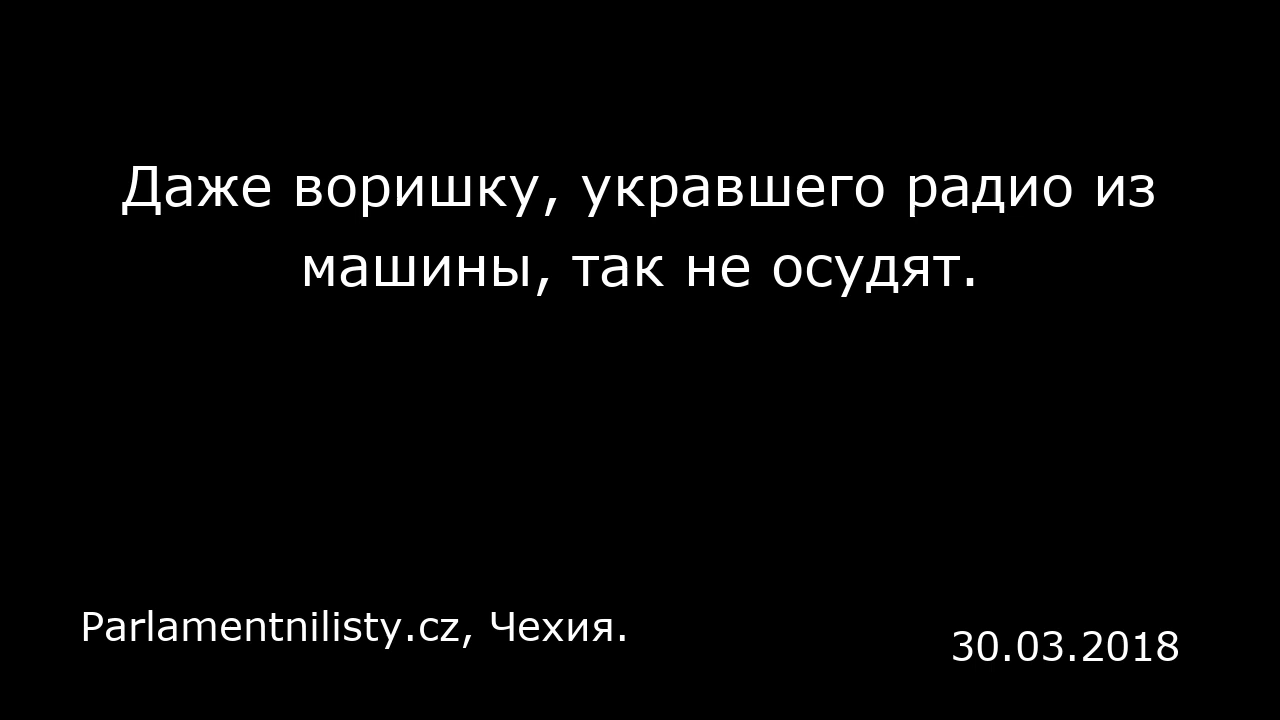 Даже воришку, укравшего радио из
машины, так не осудят.
Parlamentnilisty.cz, Чехия.
30.03.2018